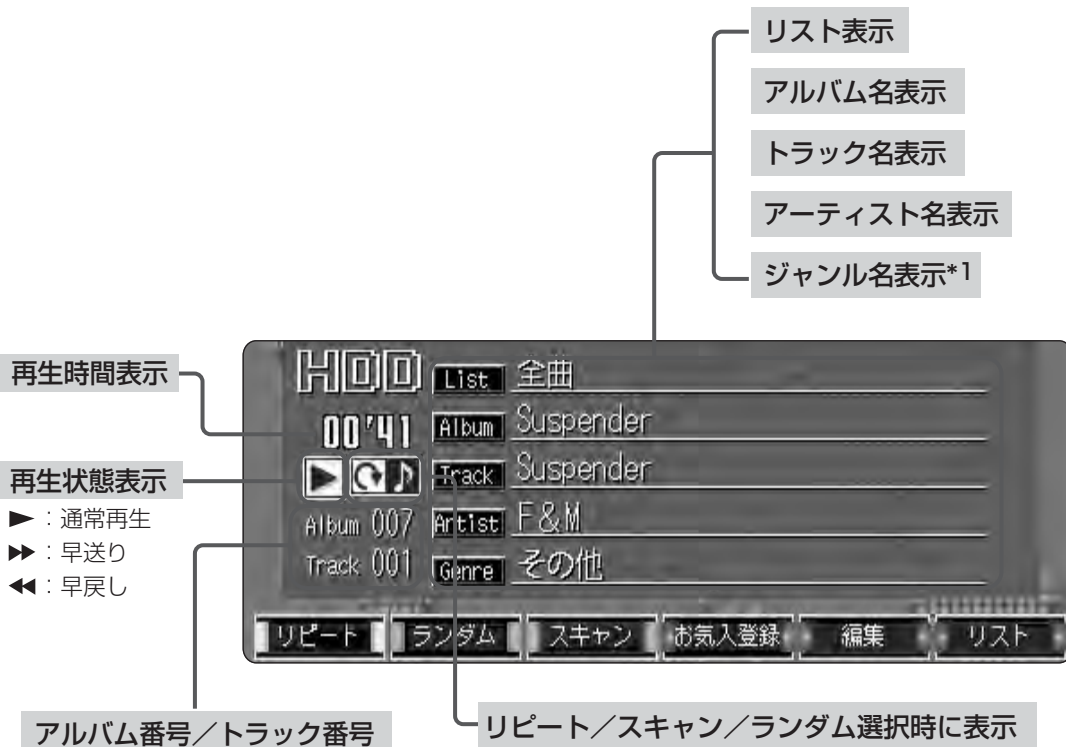 リスト表示
アルバム名表示
トラック名表示
アーティスト名表示
ジャンル名表示*1
再生時間表示
再生状態表示
▶：通常再生
▶▶：早送り
◀◀：早戻し
HDD
00'41
Album 007
Track 001
List 全曲
Album Suspender
Track Suspender
Artist F&M
Genre その他
リピート ランダム スキャン お気入登録 編集 リスト
アルバム番号／トラック番号
リピート／スキャン／ランダム選択時に表示